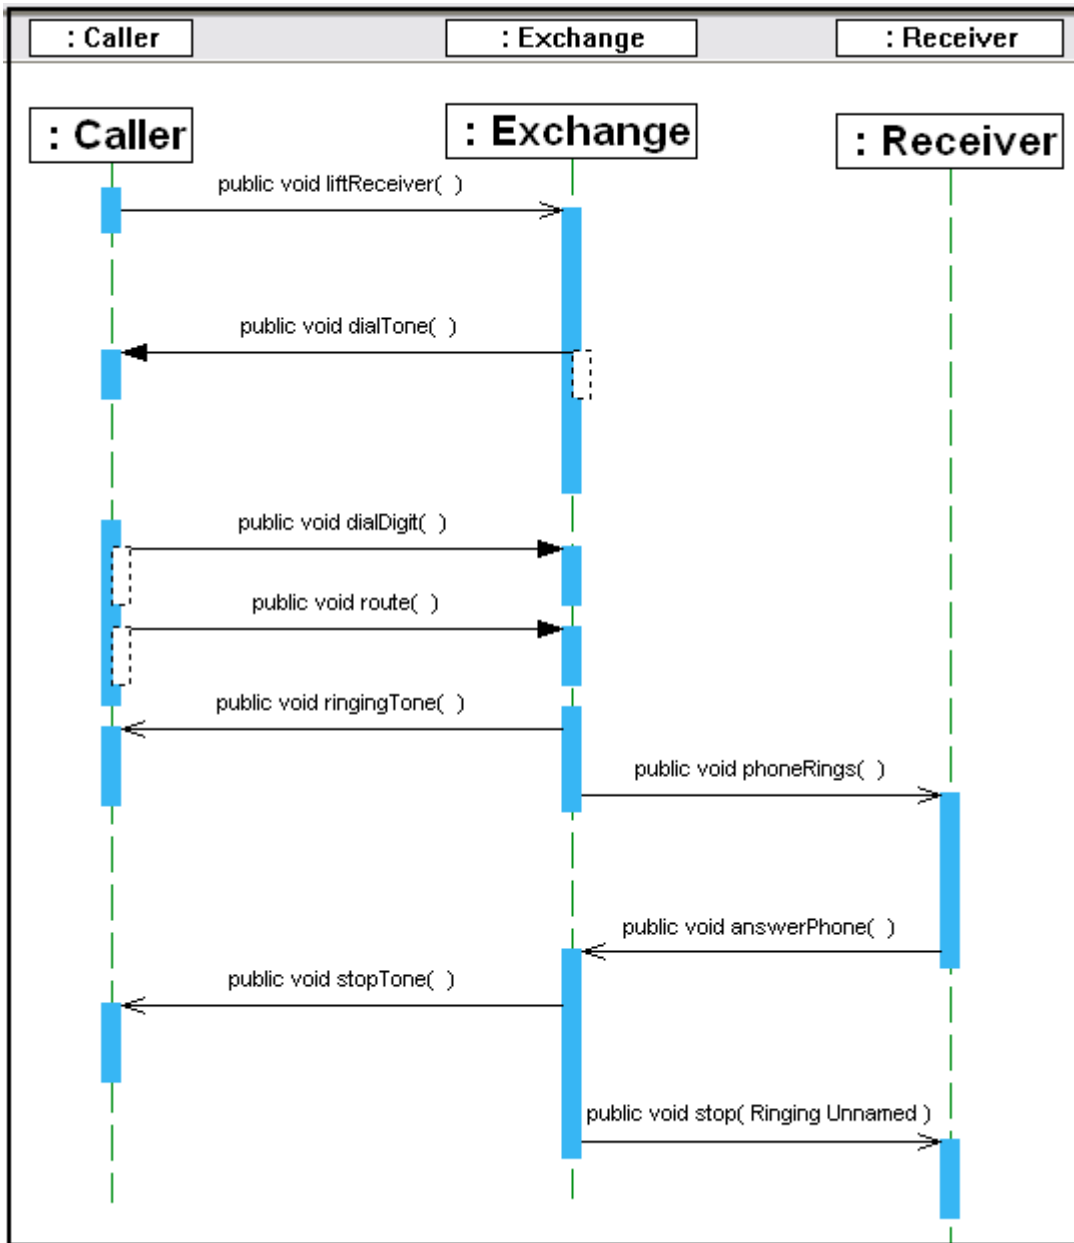 : Caller : Exchange : Receiver
: Caller : Exchange : Receiver
public void liftReceiver( )
public void dialTone( )
public void dialDigit( )
public void route( )
public void ringingTone( )
public void phoneRings( )
public void answerPhone( )
public void stopTone( )
public void stop( Ringing Unnamed )